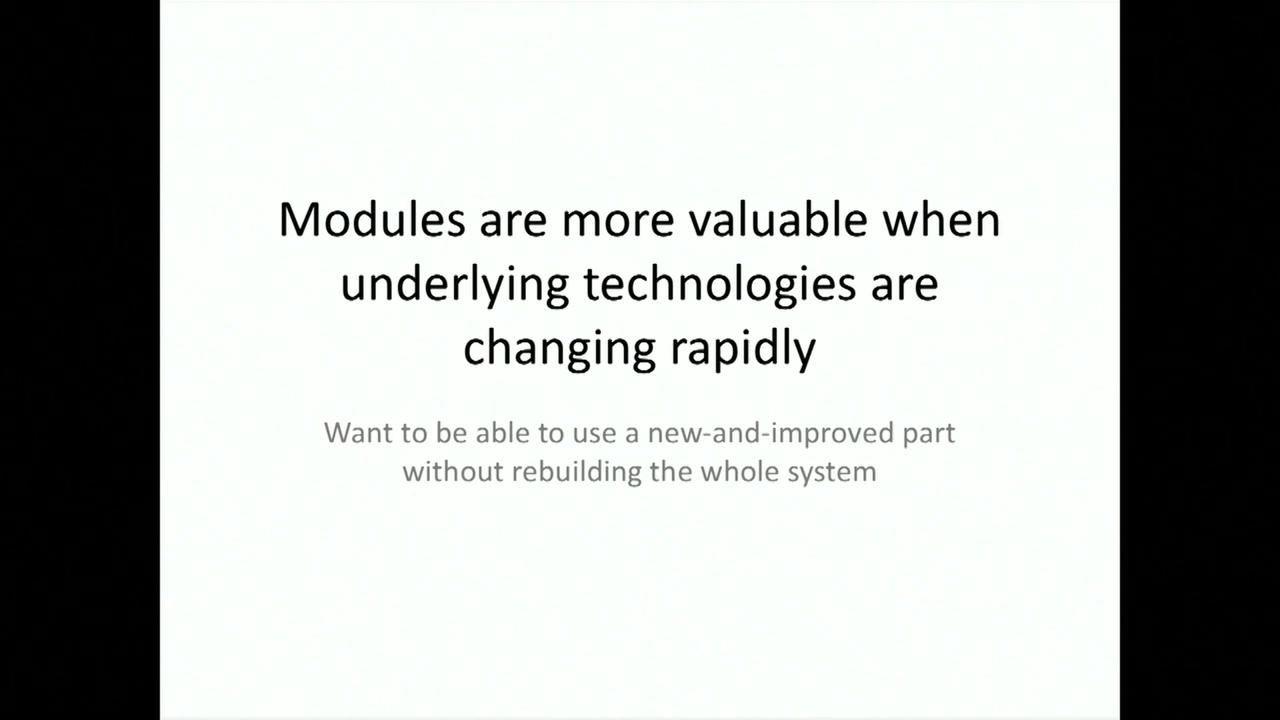 Modules are more valuable when
underlying technologies are
changing rapidly
Want to be able to use a new-and-improved part
without rebuilding the whole system